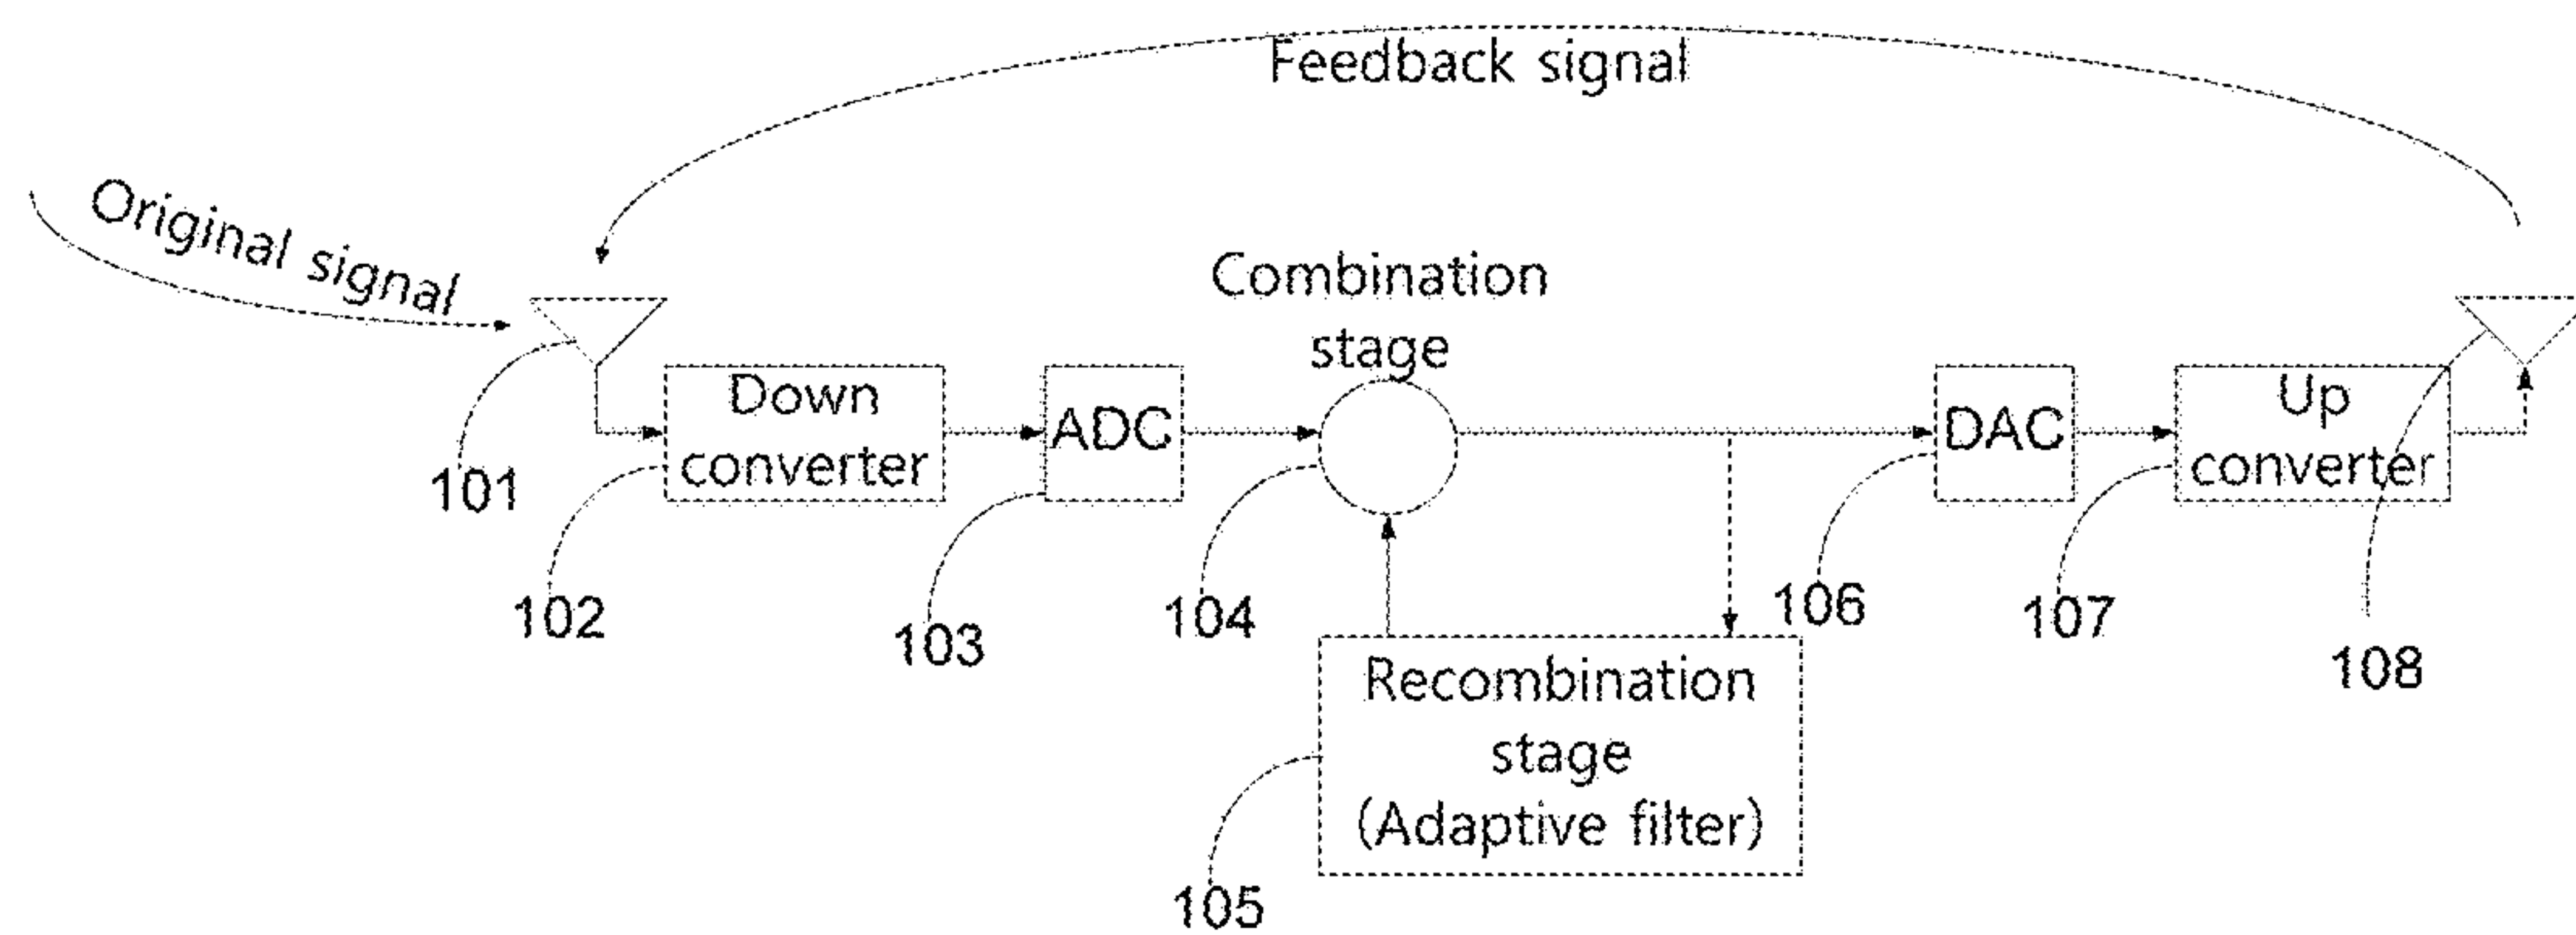 Feedback signal
Original signal
Combination
stage
Down
converter
ADC
DAC
Up
converter
101
102
103
104
106
107
108
Recombination
stage
(Adaptive filter)
105